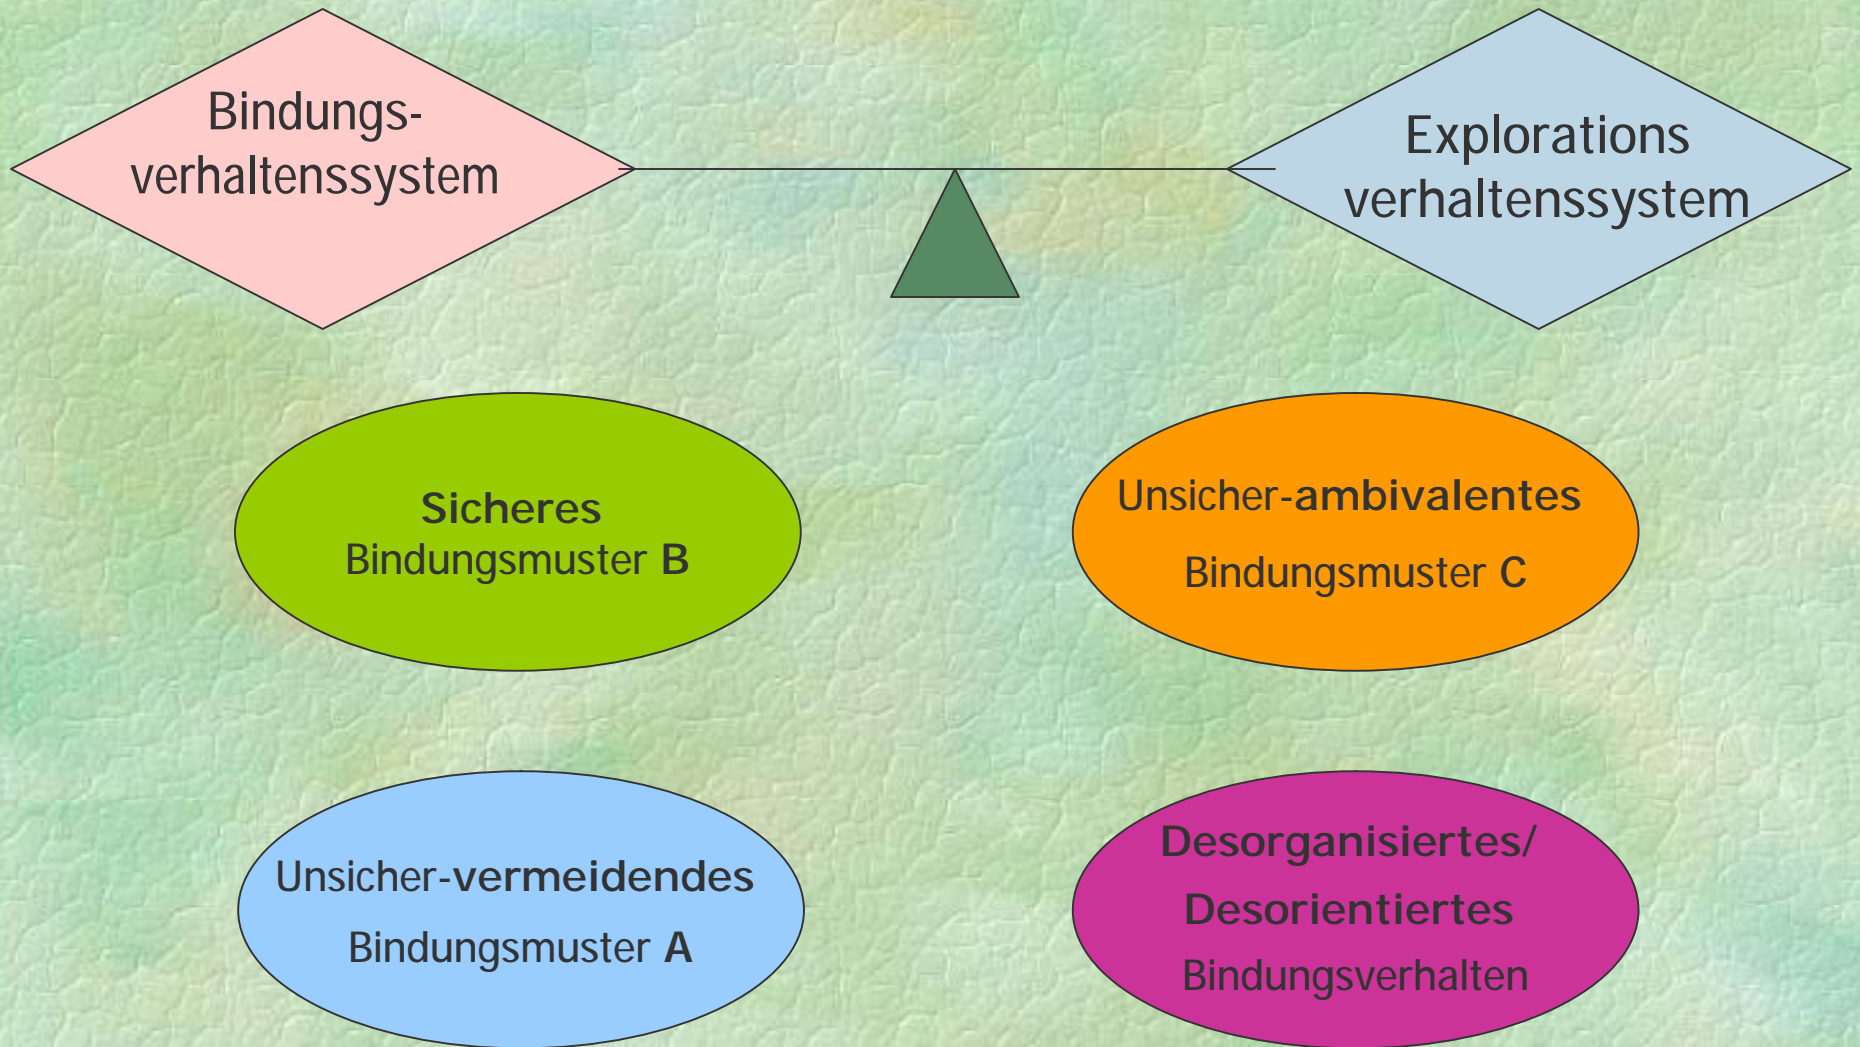 Bindungs-
verhaltenssystem
Explorations
verhaltenssystem
Sicheres
Bindungsmuster B
Unsicher-ambivalentes
Bindungsmuster C
Unsicher-vermeidendes
Bindungsmuster A
Desorganisiertes/
Desorientiertes
Bindungsverhalten